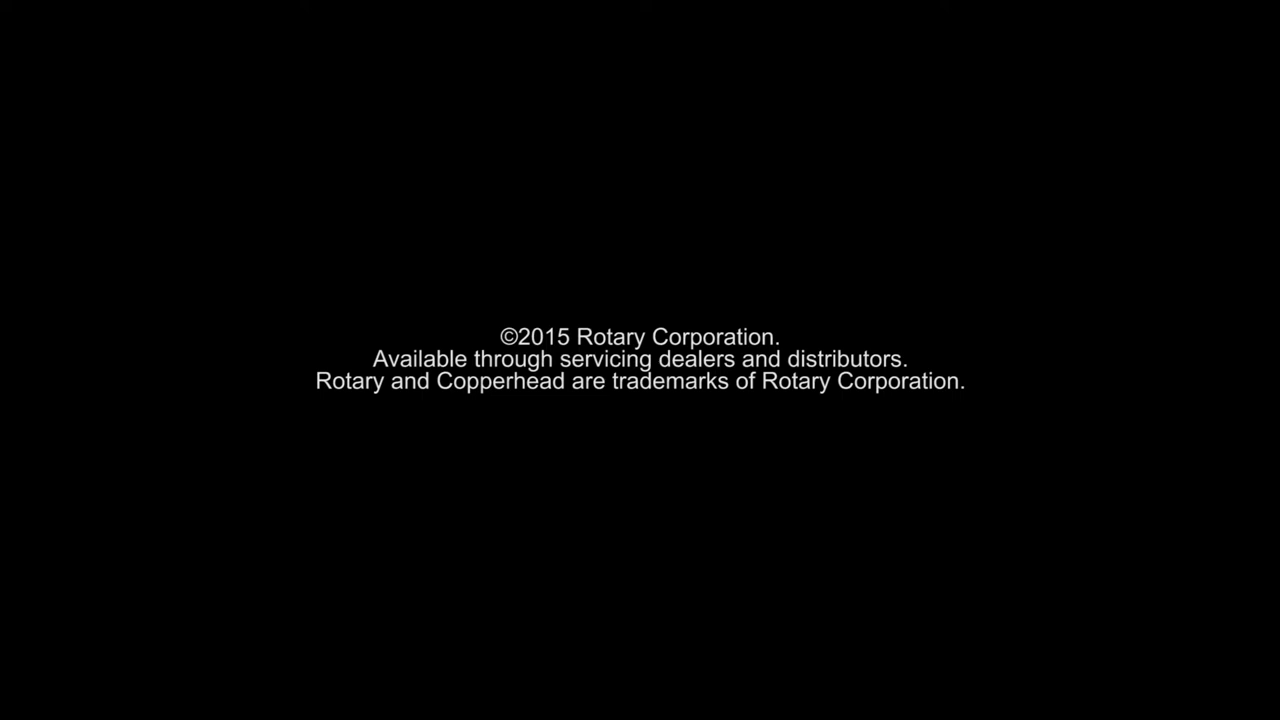 ©2015 Rotary Corporation.
Available through servicing dealers and distributors.
Rotary and Copperhead are trademarks of Rotary Corporation.